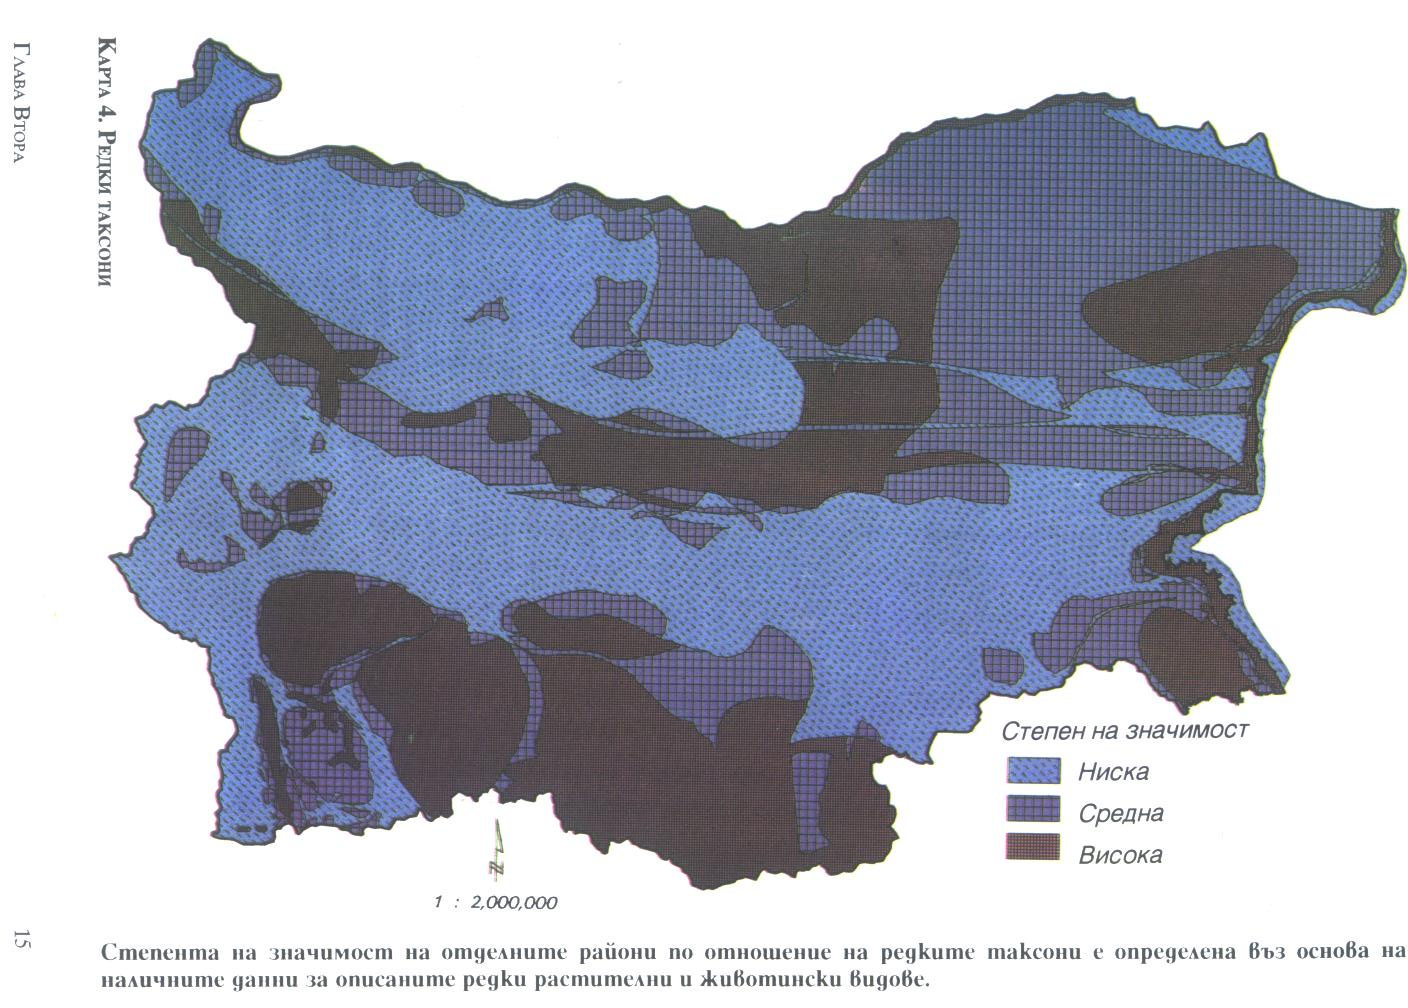 Глава Втора
Карта 4. Редки таксони
Степен на значимост
Ниска
Средна
Висока
N
1 : 2,000,000
Степента на значимост на отделните райони по отношение на редките таксони е определена въз основа на
наличните данни за описаните редки растителни и животински видове.
15